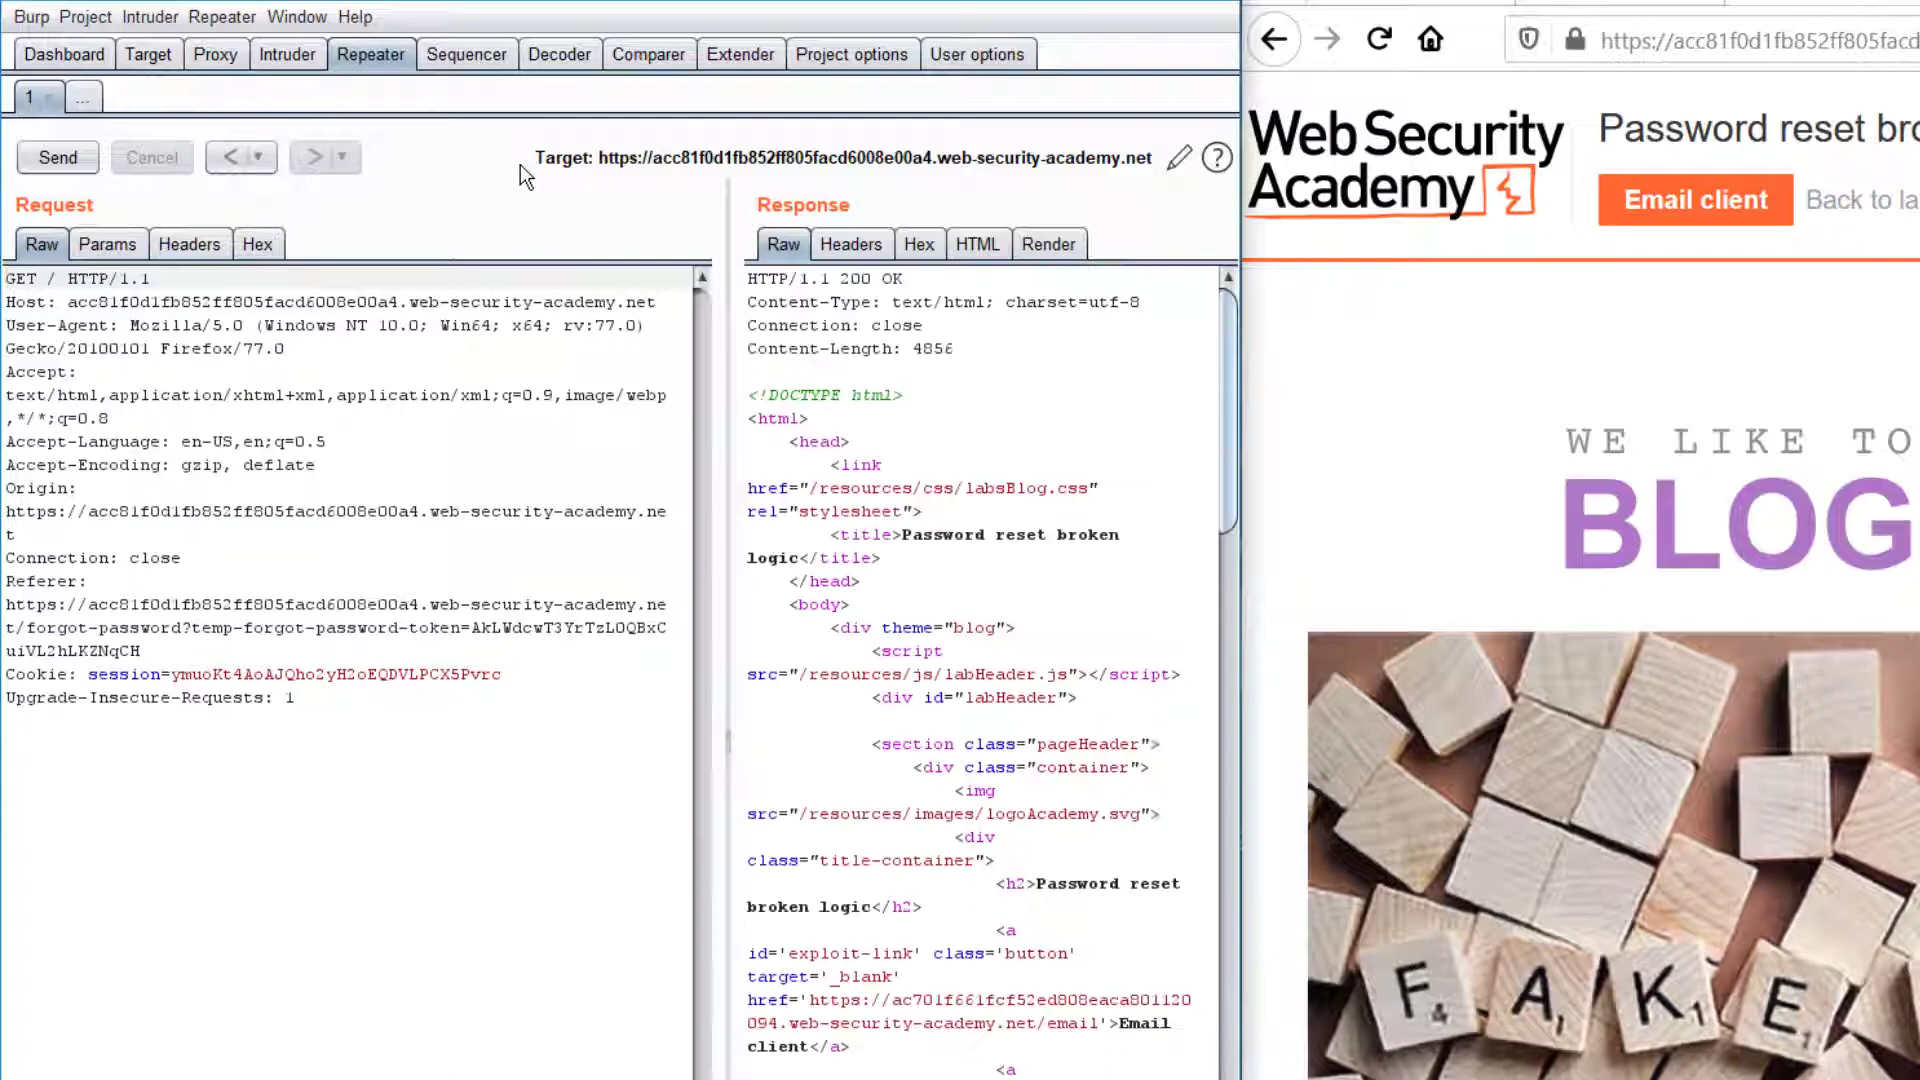 Burp Project Intruder Repeater Window Help
Dashboard Target Proxy Intruder Repeater Sequencer Decoder Comparer Extender Project options User options
1 ...
Send Cancel < >
Target: https://acc81f0d1fb852ff805facd6008e00a4.web-security-academy.net
?
Request
Raw Params Headers Hex
GET / HTTP/1.1
Host: acc81f0d1fb852ff805facd6008e00a4.web-security-academy.net
User-Agent: Mozilla/5.0 (Windows NT 10.0; Win64; x64; rv:77.0)
Gecko/20100101 Firefox/77.0
Accept:
text/html,application/xhtml+xml,application/xml;q=0.9,image/webp
,*/*;q=0.8
Accept-Language: en-US,en;q=0.5
Accept-Encoding: gzip, deflate
Origin:
https://acc81f0d1fb852ff805facd6008e00a4.web-security-academy.ne
t
Connection: close
Referer:
https://acc81f0d1fb852ff805facd6008e00a4.web-security-academy.ne
t/forgot-password?temp-forgot-password-token=AkLWdcwT3YrTzLOQBxC
uiVL2hLKZNqCH
Cookie: session=ymuoKt4AoAJQho2yH2oEQDVLPCX5Pvrc
Upgrade-Insecure-Requests: 1
Response
Raw Headers Hex HTML Render
HTTP/1.1 200 OK
Content-Type: text/html; charset=utf-8
Connection: close
Content-Length: 4856
<!DOCTYPE html>
<html>
<head>
<link
href="/resources/css/labsBlog.css"
rel="stylesheet">
<title>Password reset broken
logic</title>
</head>
<body>
<div theme="blog">
<script
src="/resources/js/labHeader.js"></script>
<div id="labHeader">
<section class="pageHeader">
<div class="container">
<img
src="/resources/images/logoAcademy.svg">
<div
class="title-container">
<h2>Password reset
broken logic</h2>
<a
id='exploit-link' class='button'
target='_blank'
href='https://ac701f661fcf52ed808eaca801120
094.web-security-academy.net/email'>Email
client</a>
<a
https://acc81f0d1fb852ff805facd
Web Security
Academy
Password reset bro
Email client
Back to la
WE LIKE TO
BLOG
F4 A1 K1 E1